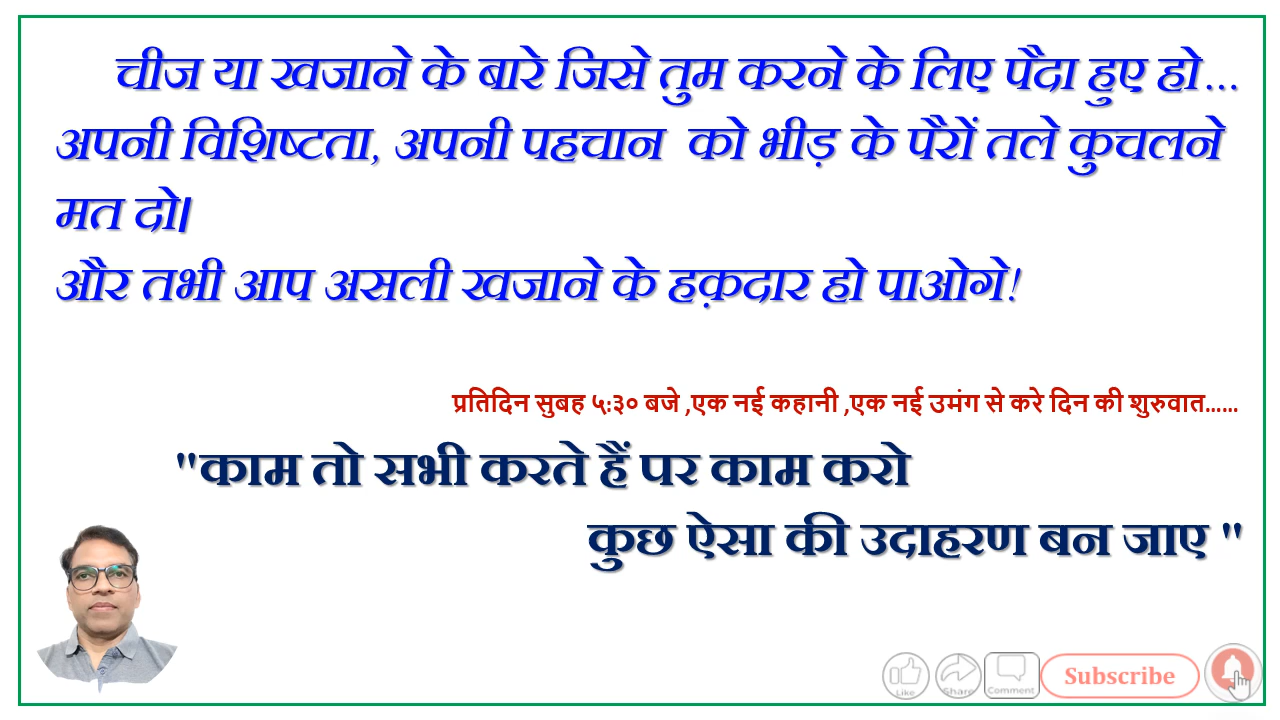 चीज या खजाने के बारे जिसे तुम करने के लिए पैदा हुए हो...
अपनी विशिष्टता, अपनी पहचान को भीड़ के पैरों तले कुचलने
मत दो।
और तभी आप असली खजाने के हक़दार हो पाओगे!
प्रतिदिन सुबह ५:३० बजे ,एक नई कहानी ,एक नई उमंग से करे दिन की शुरुवात......
"काम तो सभी करते हैं पर काम करो
कुछ ऐसा की उदाहरण बन जाए "
Like Share Comment Subscribe